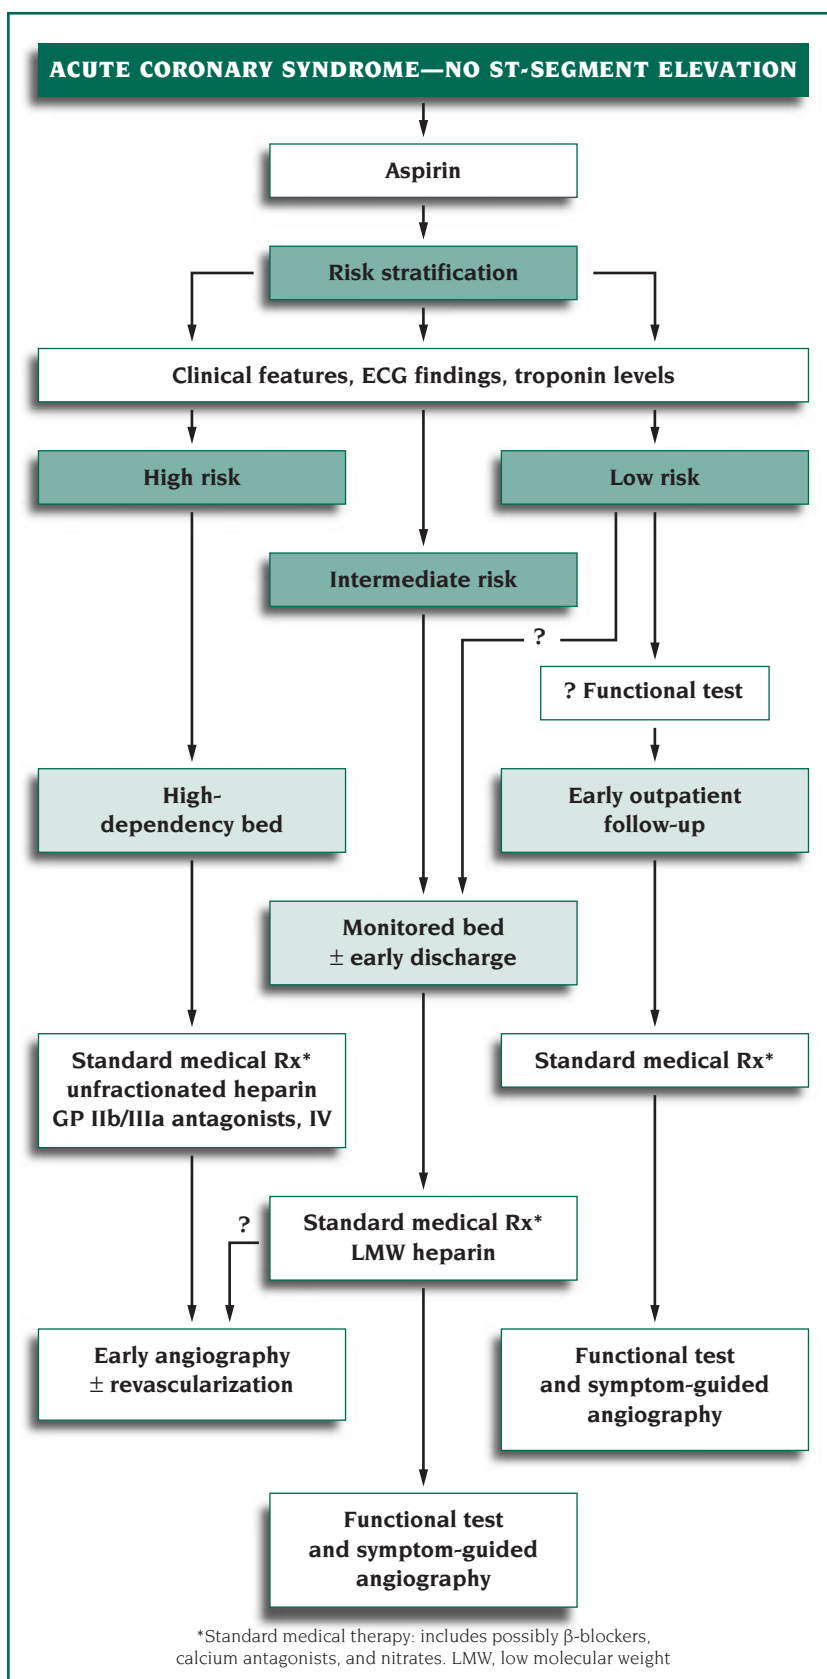 ACUTE CORONARY SYNDROME—NO ST-SEGMENT ELEVATION
Aspirin
Risk stratification
Clinical features, ECG findings, troponin levels
High risk
Low risk
Intermediate risk
?
? Functional test
High-
dependency bed
Early outpatient
follow-up
Monitored bed
± early discharge
Standard medical Rx*
unfractionated heparin
GP IIb/IIIa antagonists, IV
Standard medical Rx*
?
Standard medical Rx*
LMW heparin
Early angiography
± revascularization
Functional test
and symptom-guided
angiography
Functional test
and symptom-guided
angiography
*Standard medical therapy: includes possibly β-blockers,
calcium antagonists, and nitrates. LMW, low molecular weight